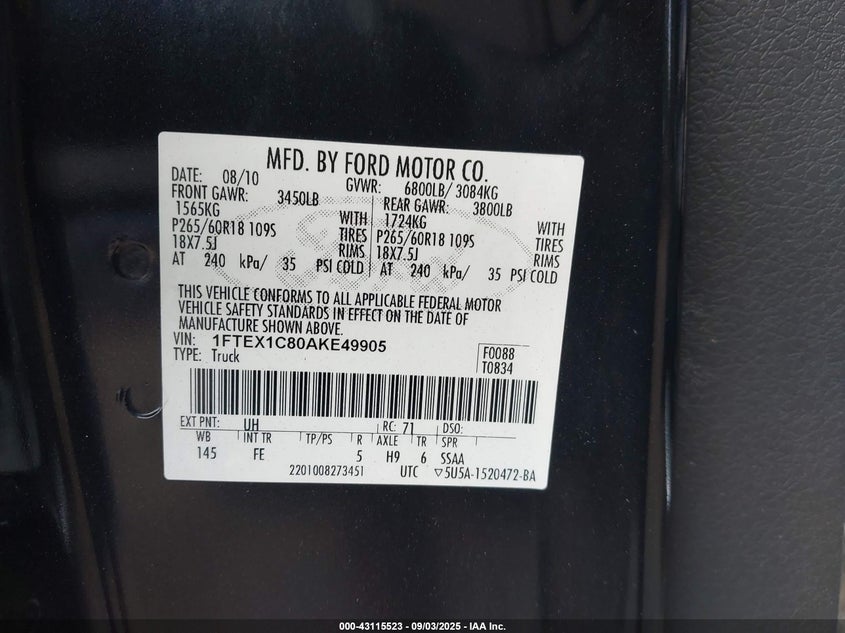 MFD. BY FORD MOTOR CO.
DATE: 08/10 GVWR: 6800LB/ 3084KG
FRONT GAWR: 3450LB REAR GAWR: 3800LB
1565KG WITH 1724KG WITH
P265/60R18 109S TIRES P265/60R18 109S TIRES
18X7.5J RIMS 18X7.5J RIMS
AT 240 kPa/ 35 PSI COLD AT 240 kPa/ 35 PSI COLD
THIS VEHICLE CONFORMS TO ALL APPLICABLE FEDERAL MOTOR
VEHICLE SAFETY STANDARDS IN EFFECT ON THE DATE OF
MANUFACTURE SHOWN ABOVE.
VIN: 1FTEX1C80AKE49905 F0088
TYPE: Truck T0834
EXT PNT: UH RC: 71 DSO:
WB INT TR TP/PS R AXLE TR SPR
145 FE 5 H9 6 SSAA
2201008273451 UTC ▽5U5A-1520472-BA
000-43115523 - 09/03/2025 - IAA Inc.